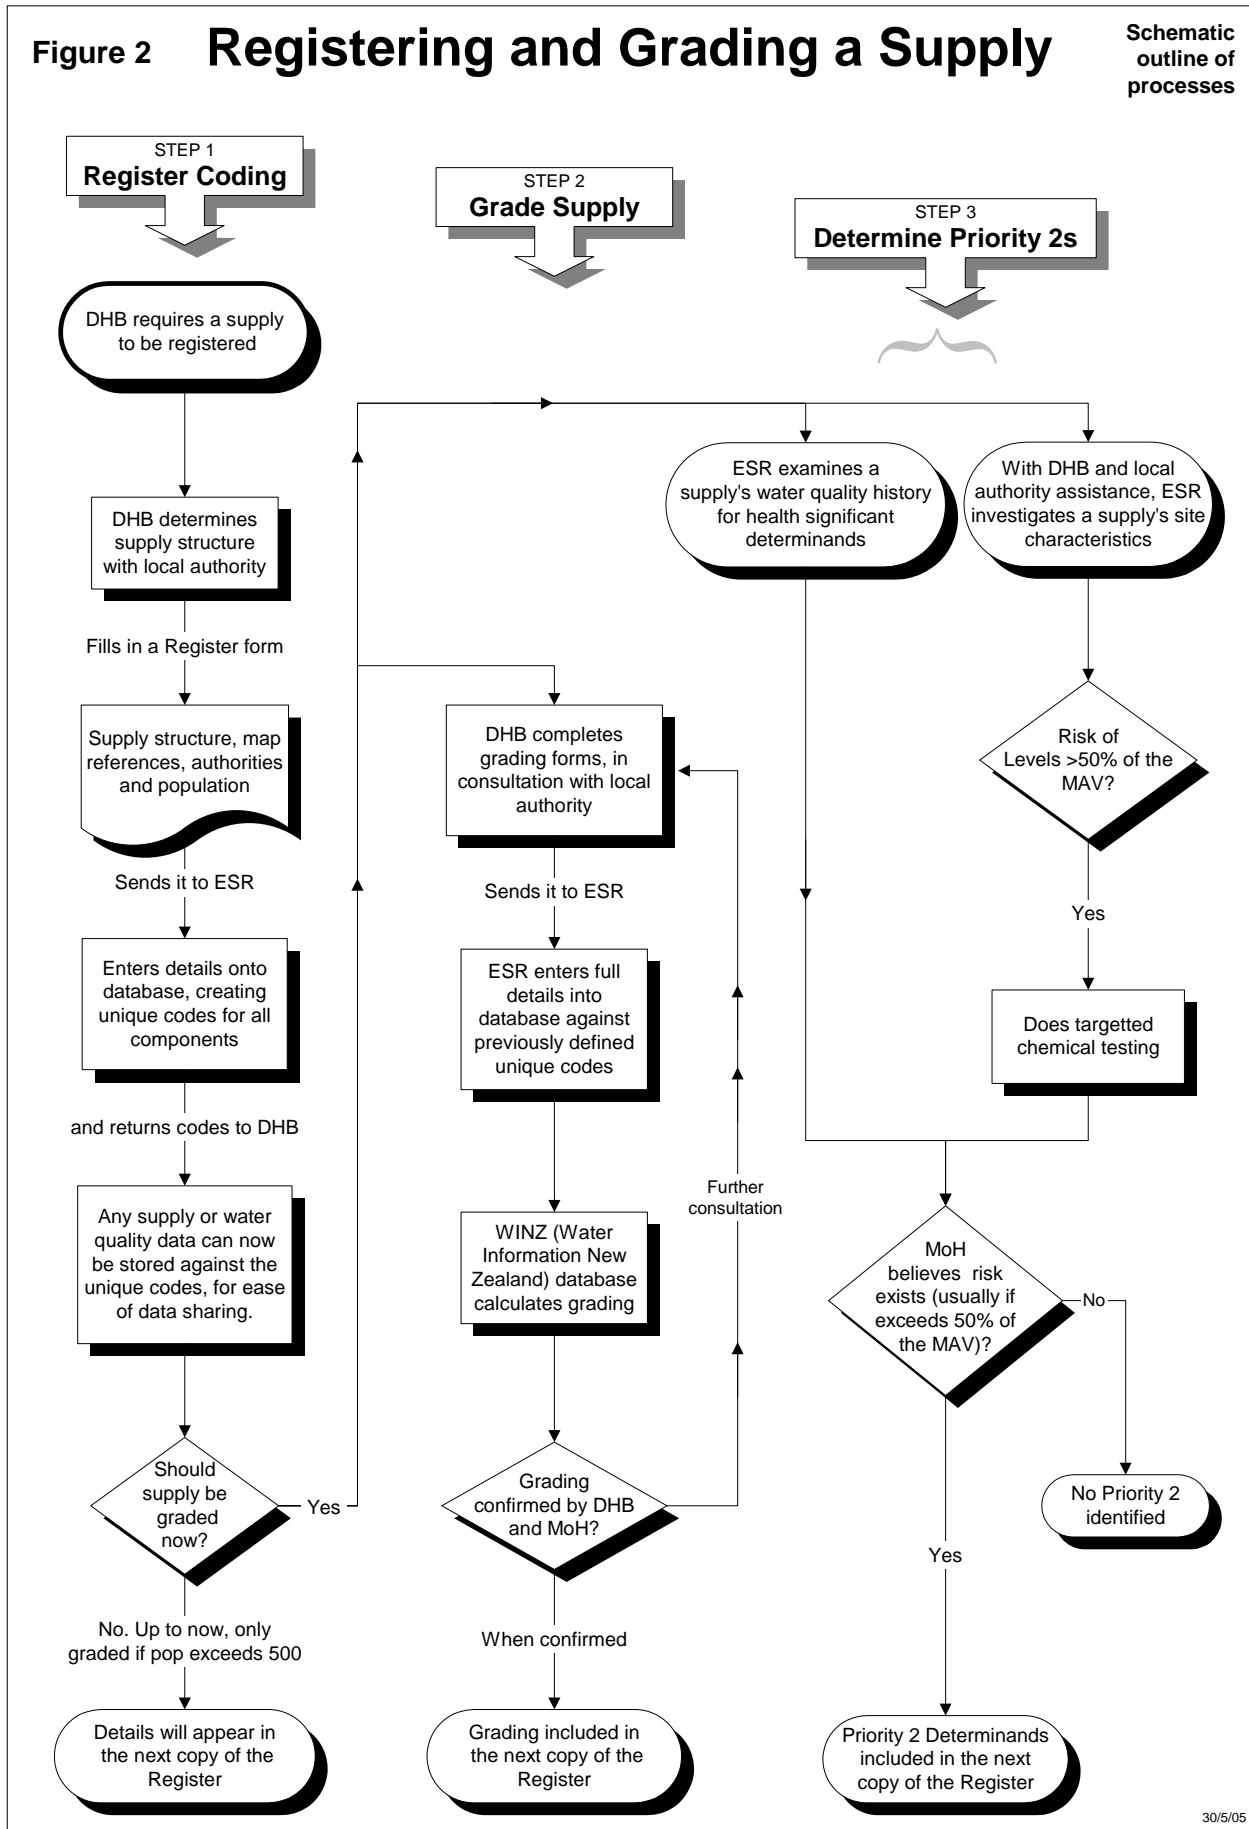 Figure 2
Registering and Grading a Supply
Schematic
outline of
processes
STEP 1
Register Coding
DHB requires a supply
to be registered
DHB determines
supply structure
with local authority
Fills in a Register form
Supply structure, map
references, authorities
and population
Sends it to ESR
Enters details onto
database, creating
unique codes for all
components
and returns codes to DHB
Any supply or water
quality data can now
be stored against the
unique codes, for ease
of data sharing.
Should
supply be
graded
now?
Yes
No. Up to now, only
graded if pop exceeds 500
Details will appear in
the next copy of the
Register
STEP 2
Grade Supply
DHB completes
grading forms, in
consultation with local
authority
Sends it to ESR
ESR enters full
details into
database against
previously defined
unique codes
WINZ (Water
Information New
Zealand) database
calculates grading
Grading
confirmed by DHB
and MoH?
Further
consultation
When confirmed
Grading included in
the next copy of the
Register
STEP 3
Determine Priority 2s
ESR examines a
supply's water quality history
for health significant
determinands
With DHB and local
authority assistance, ESR
investigates a supply's site
characteristics
Risk of
Levels >50% of the
MAV?
Yes
Does targetted
chemical testing
MoH
believes risk
exists (usually if
exceeds 50% of
the MAV)?
No
No Priority 2
identified
Yes
Priority 2 Determinands
included in the next
copy of the Register
30/5/05